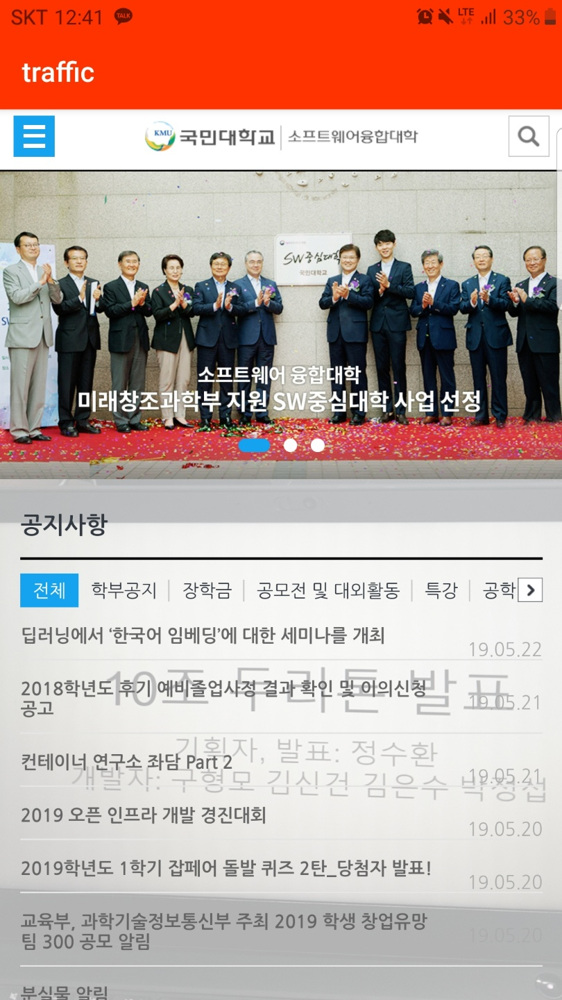 SKT 12:41 TALK LTE 33%
traffic
KMU 국민대학교 소프트웨어융합대학
SW중심대학
국민대학교
소프트웨어 융합대학
미래창조과학부 지원 SW중심대학 사업 선정
공지사항
전체 학부공지 장학금 공모전 및 대외활동 특강 공학
딥러닝에서 ‘한국어 임베딩’에 대한 세미나를 개최
19.05.22
10조 두리튼 발표
2018학년도 후기 예비졸업사정 결과 확인 및 이의신청
공고
19.05.21
기획자, 발표: 정수환
컨테이너 연구소 좌담 Part 2
19.05.21
개발자: 구형모 김신건 김은수 박정섭
2019 오픈 인프라 개발 경진대회
19.05.20
2019학년도 1학기 잡페어 돌발 퀴즈 2탄_당첨자 발표!
19.05.20
교육부, 과학기술정보통신부 주최 2019 학생 창업유망
팀 300 공모 알림
19.05.20
분실물 알림